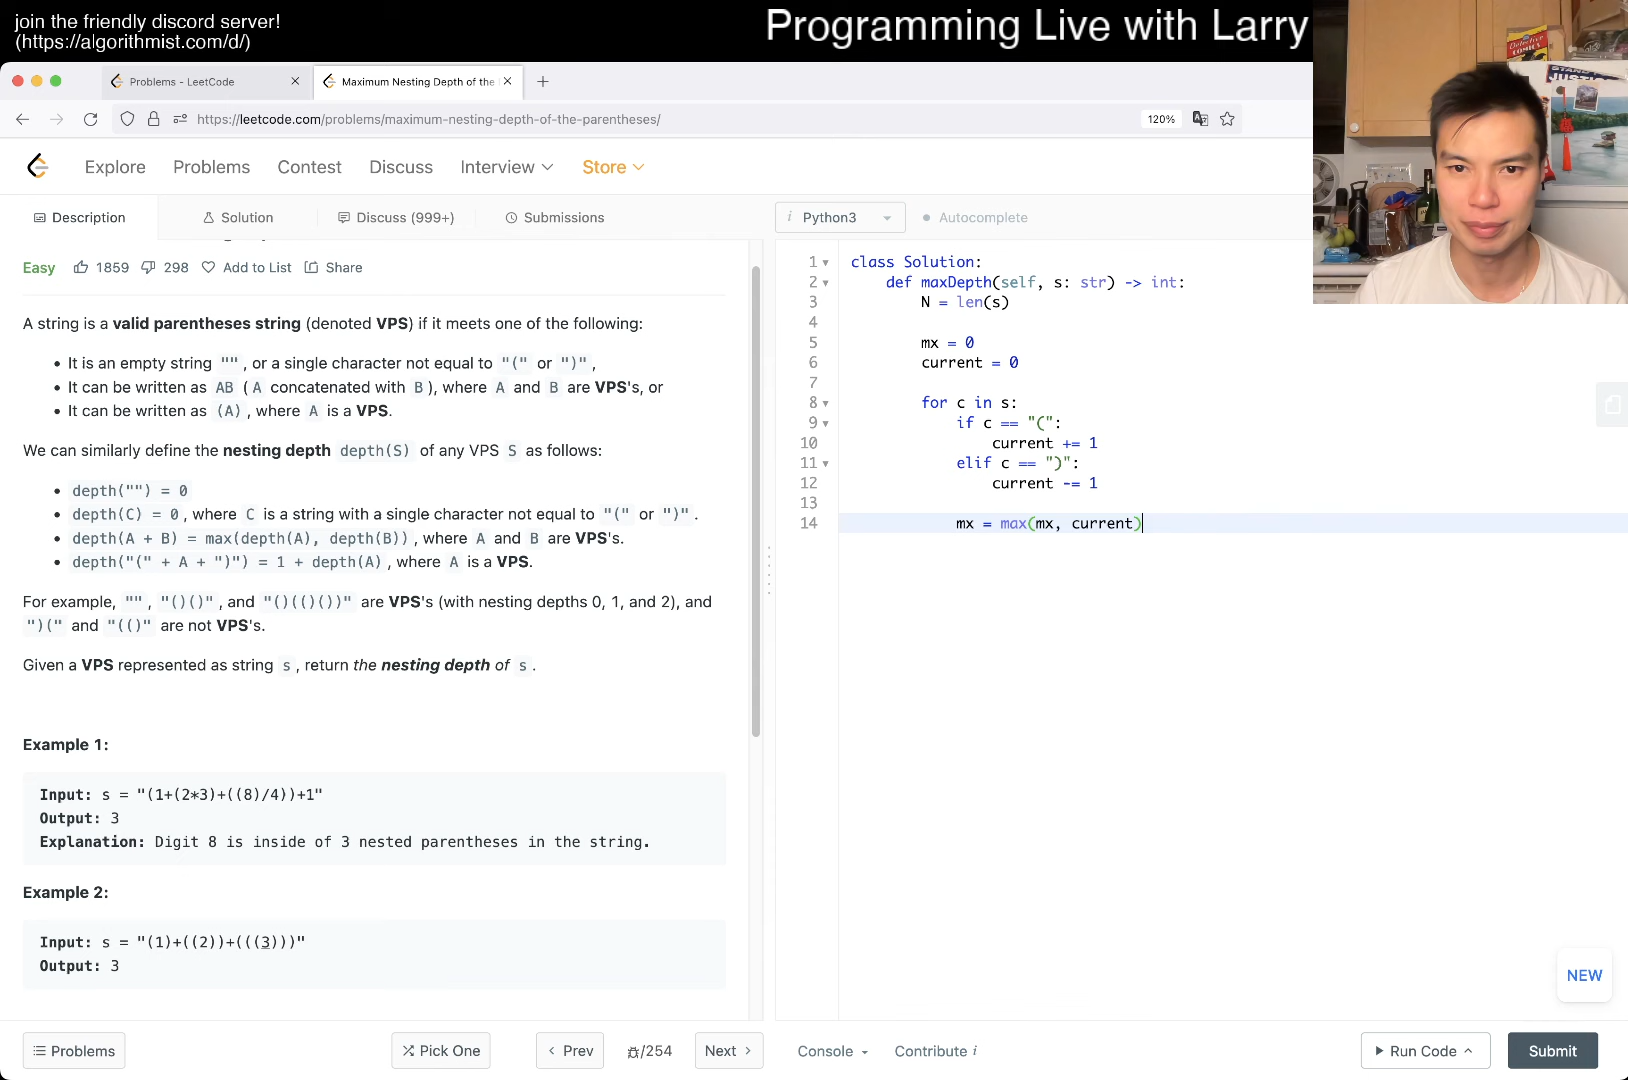 join the friendly discord server!
(https://algorithmist.com/d/)
Programming Live with Larry
Problems - LeetCode
Maximum Nesting Depth of the
https://leetcode.com/problems/maximum-nesting-depth-of-the-parentheses/
120%
Explore
Problems
Contest
Discuss
Interview
Store
Description
Solution
Discuss (999+)
Submissions
Easy
1859
298
Add to List
Share
A string is a valid parentheses string (denoted VPS) if it meets one of the following:
• It is an empty string "", or a single character not equal to "(" or ")",
• It can be written as AB (A concatenated with B), where A and B are VPS's, or
• It can be written as (A), where A is a VPS.
We can similarly define the nesting depth depth(S) of any VPS S as follows:
• depth("") = 0
• depth(C) = 0, where C is a string with a single character not equal to "(" or ")".
• depth(A + B) = max(depth(A), depth(B)), where A and B are VPS's.
• depth("(" + A + ")") = 1 + depth(A), where A is a VPS.
For example, "", "()()", and "()(()())" are VPS's (with nesting depths 0, 1, and 2), and
")(" and "(()" are not VPS's.
Given a VPS represented as string s, return the nesting depth of s.
Example 1:
Input: s = "(1+(2*3)+((8)/4))+1"
Output: 3
Explanation: Digit 8 is inside of 3 nested parentheses in the string.
Example 2:
Input: s = "(1)+((2))+(((3)))"
Output: 3
Problems
Pick One
Prev
/254
Next
i Python3
Autocomplete
1 class Solution:
2 def maxDepth(self, s: str) -> int:
3 N = len(s)
4
5 mx = 0
6 current = 0
7
8 for c in s:
9 if c == "(":
10 current += 1
11 elif c == ")":
12 current -= 1
13
14 mx = max(mx, current)
NEW
Console
Contribute i
Run Code
Submit